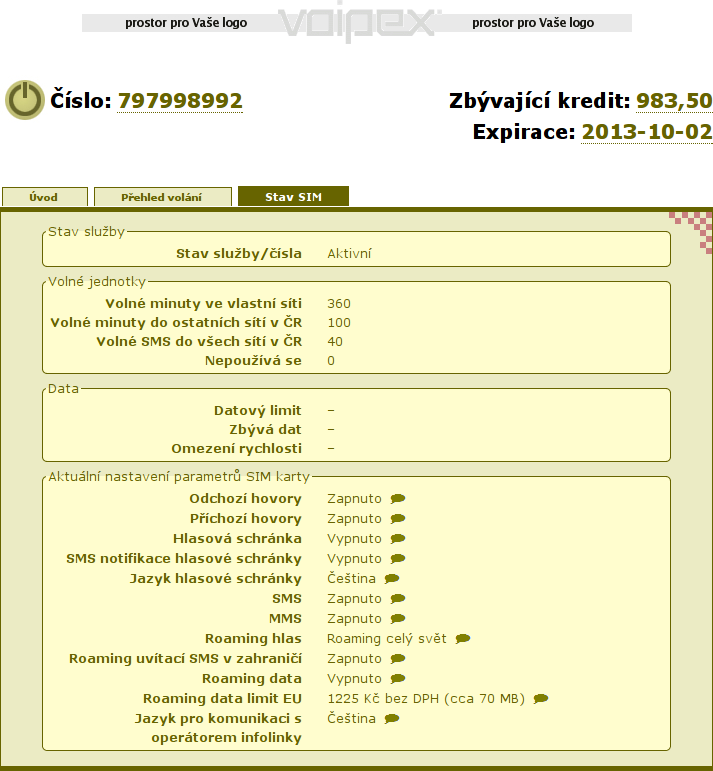 prostor pro Vaše logo voipex prostor pro Vaše logo
Číslo: 797998992
Zbývající kredit: 983,50
Expirace: 2013-10-02
Úvod Přehled volání Stav SIM
Stav služby
Stav služby/čísla Aktivní
Volné jednotky
Volné minuty ve vlastní síti 360
Volné minuty do ostatních sítí v ČR 100
Volné SMS do všech sítí v ČR 40
Nepoužívá se 0
Data
Datový limit –
Zbývá dat –
Omezení rychlosti –
Aktuální nastavení parametrů SIM karty
Odchozí hovory Zapnuto
Příchozí hovory Zapnuto
Hlasová schránka Vypnuto
SMS notifikace hlasové schránky Vypnuto
Jazyk hlasové schránky Čeština
SMS Zapnuto
MMS Zapnuto
Roaming hlas Roaming celý svět
Roaming uvítací SMS v zahraničí Zapnuto
Roaming data Vypnuto
Roaming data limit EU 1225 Kč bez DPH (cca 70 MB)
Jazyk pro komunikaci s Čeština
operátorem infolinky